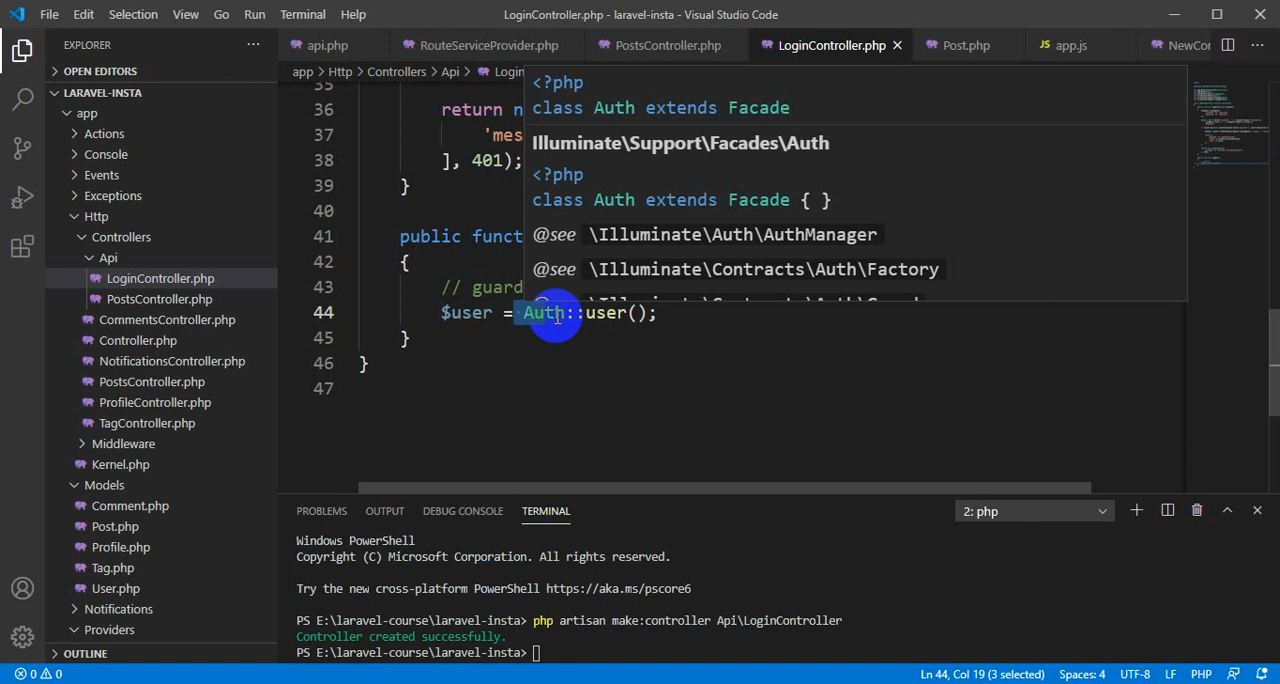 File Edit Selection View Go Run Terminal Help
LoginController.php - laravel-insta - Visual Studio Code
EXPLORER
OPEN EDITORS
LARAVEL-INSTA
app
Actions
Console
Events
Exceptions
Http
Controllers
Api
LoginController.php
PostsController.php
CommentsController.php
Controller.php
NotificationsController.php
PostsController.php
ProfileController.php
TagController.php
Middleware
Kernel.php
Models
Comment.php
Post.php
Profile.php
Tag.php
User.php
Notifications
Providers
OUTLINE
api.php RouteServiceProvider.php PostsController.php LoginController.php Post.php JS app.js NewCor
app > Http > Controllers > Api > Login
<?php
class Auth extends Facade
Illuminate\Support\Facades\Auth
<?php
class Auth extends Facade { }
@see \Illuminate\Auth\AuthManager
@see \Illuminate\Contracts\Auth\Factory
35
36 return n
37 'mes
38 ], 401);
39 }
40
41 public funct
42 {
43 // guard
44 $user = Auth::user();
45 }
46 }
47
PROBLEMS OUTPUT DEBUG CONSOLE TERMINAL 2: php
Windows PowerShell
Copyright (C) Microsoft Corporation. All rights reserved.
Try the new cross-platform PowerShell https://aka.ms/pscore6
PS E:\laravel-course\laravel-insta> php artisan make:controller Api\LoginController
Controller created successfully.
PS E:\laravel-course\laravel-insta>
0 0 Ln 44, Col 19 (3 selected) Spaces: 4 UTF-8 LF PHP